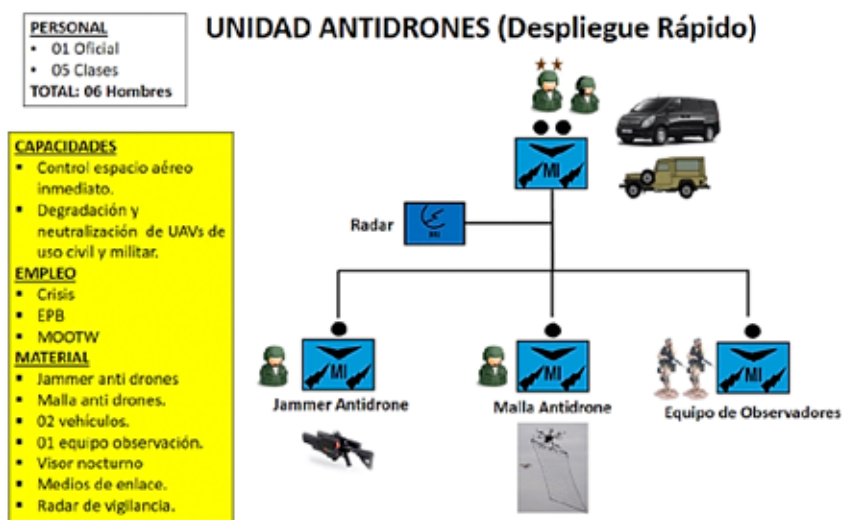 UNIDAD ANTIDRONES (Despliegue Rápido)
PERSONAL
• 01 Oficial
• 05 Clases
TOTAL: 06 Hombres
CAPACIDADES
▪ Control espacio aéreo
inmediato.
▪ Degradación y
neutralización de UAVs de
uso civil y militar.
EMPLEO
▪ Crisis
▪ EPB
▪ MOOTW
MATERIAL
▪ Jammer anti drones
▪ Malla anti drones.
▪ 02 vehículos.
▪ 01 equipo observación.
▪ Visor nocturno
▪ Medios de enlace.
▪ Radar de vigilancia.
MI
Radar
MI
MI
MI
MI
Jammer Antidrone
Malla Antidrone
Equipo de Observadores